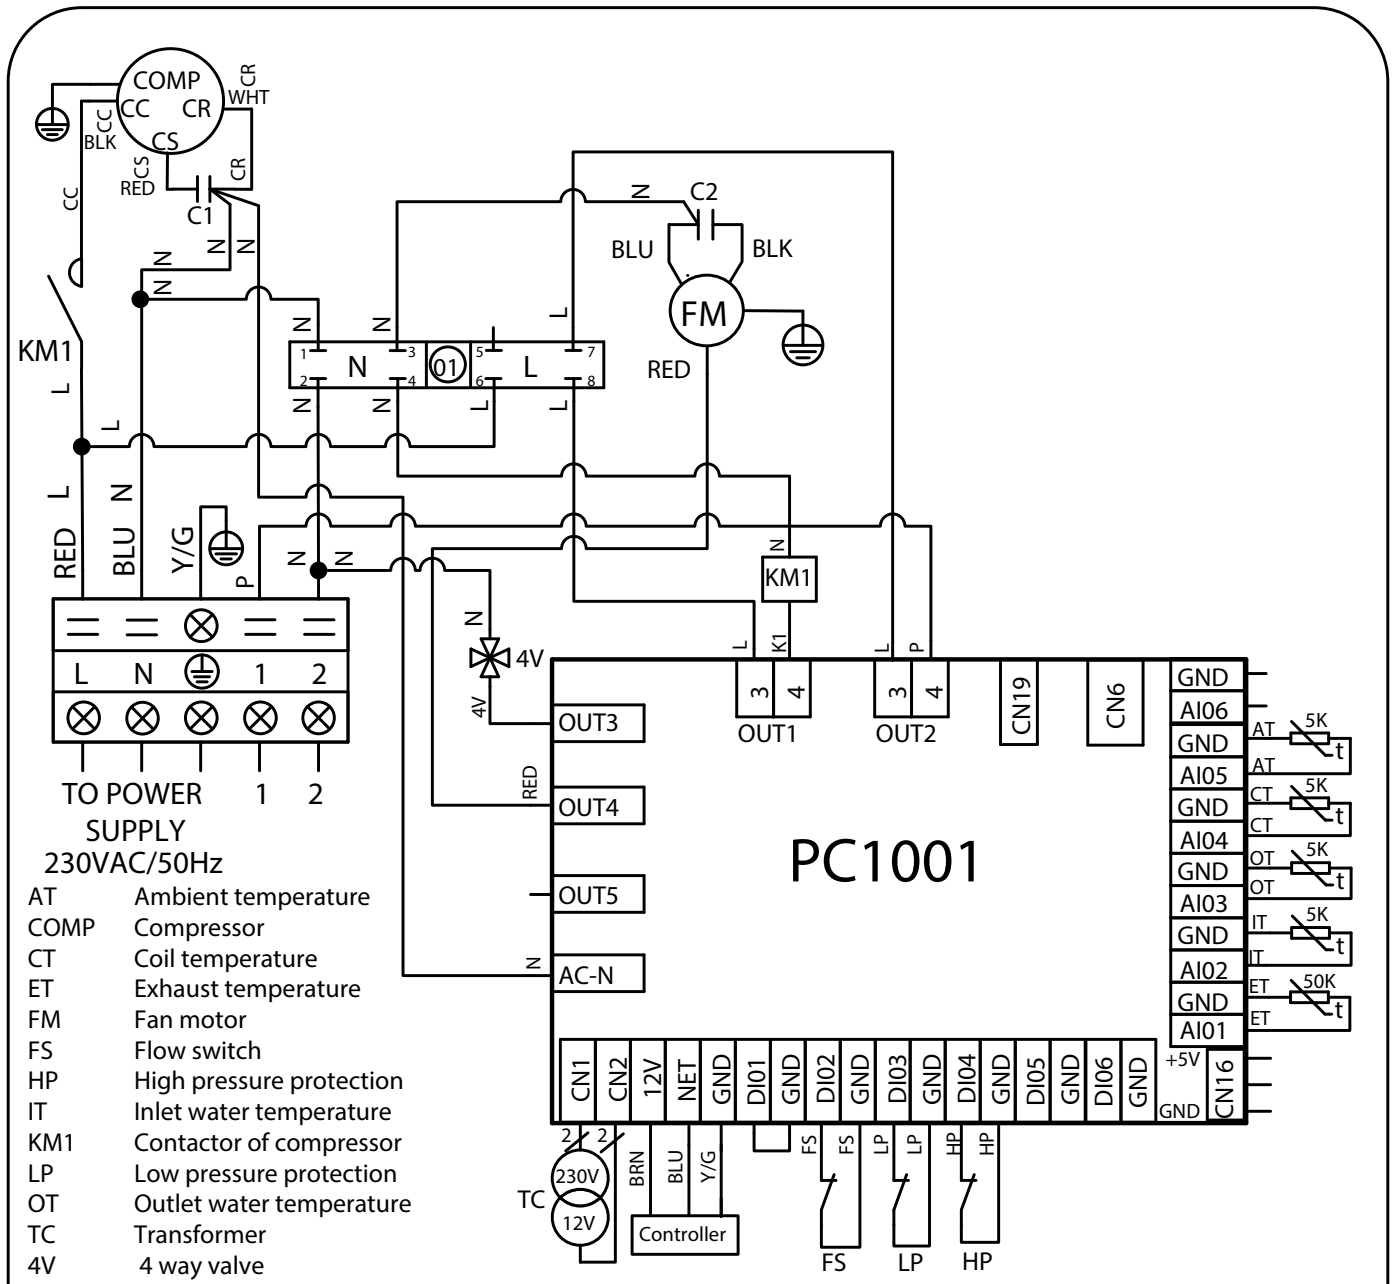 CR
WHT
COMP
CC CR
CC
BLK
CS
CS
RED
CR
CC
C1
N N
N
N
N
C2
BLU BLK
FM
RED
L
KM1
L
N
N
1 3 5 7
N 01 L
2 4 6 8
N N L L
L
L N
RED BLU Y/G P N N
N
KM1
L N 1 2
N
4V
4V
L K1 L P
3 4 3 4 CN19 CN6
OUT1 OUT2
OUT3
RED
OUT4
OUT5
N
AC-N
PC1001
GND
AI06
GND AT 5K
t
AI05 AT
GND CT 5K
t
AI04 CT
GND OT 5K
t
AI03 OT
GND IT 5K
t
AI02 IT
GND ET 50K
t
AI01 ET
+5V CN16
GND
CN1 CN2 12V NET GND DI01 GND DI02 GND DI03 GND DI04 GND DI05 GND DI06 GND
2 2
BRN BLU Y/G
FS FS LP LP HP HP
230V
TC
12V
Controller
FS LP HP
TO POWER 1 2
SUPPLY
230VAC/50Hz
AT Ambient temperature
COMP Compressor
CT Coil temperature
ET Exhaust temperature
FM Fan motor
FS Flow switch
HP High pressure protection
IT Inlet water temperature
KM1 Contactor of compressor
LP Low pressure protection
OT Outlet water temperature
TC Transformer
4V 4 way valve